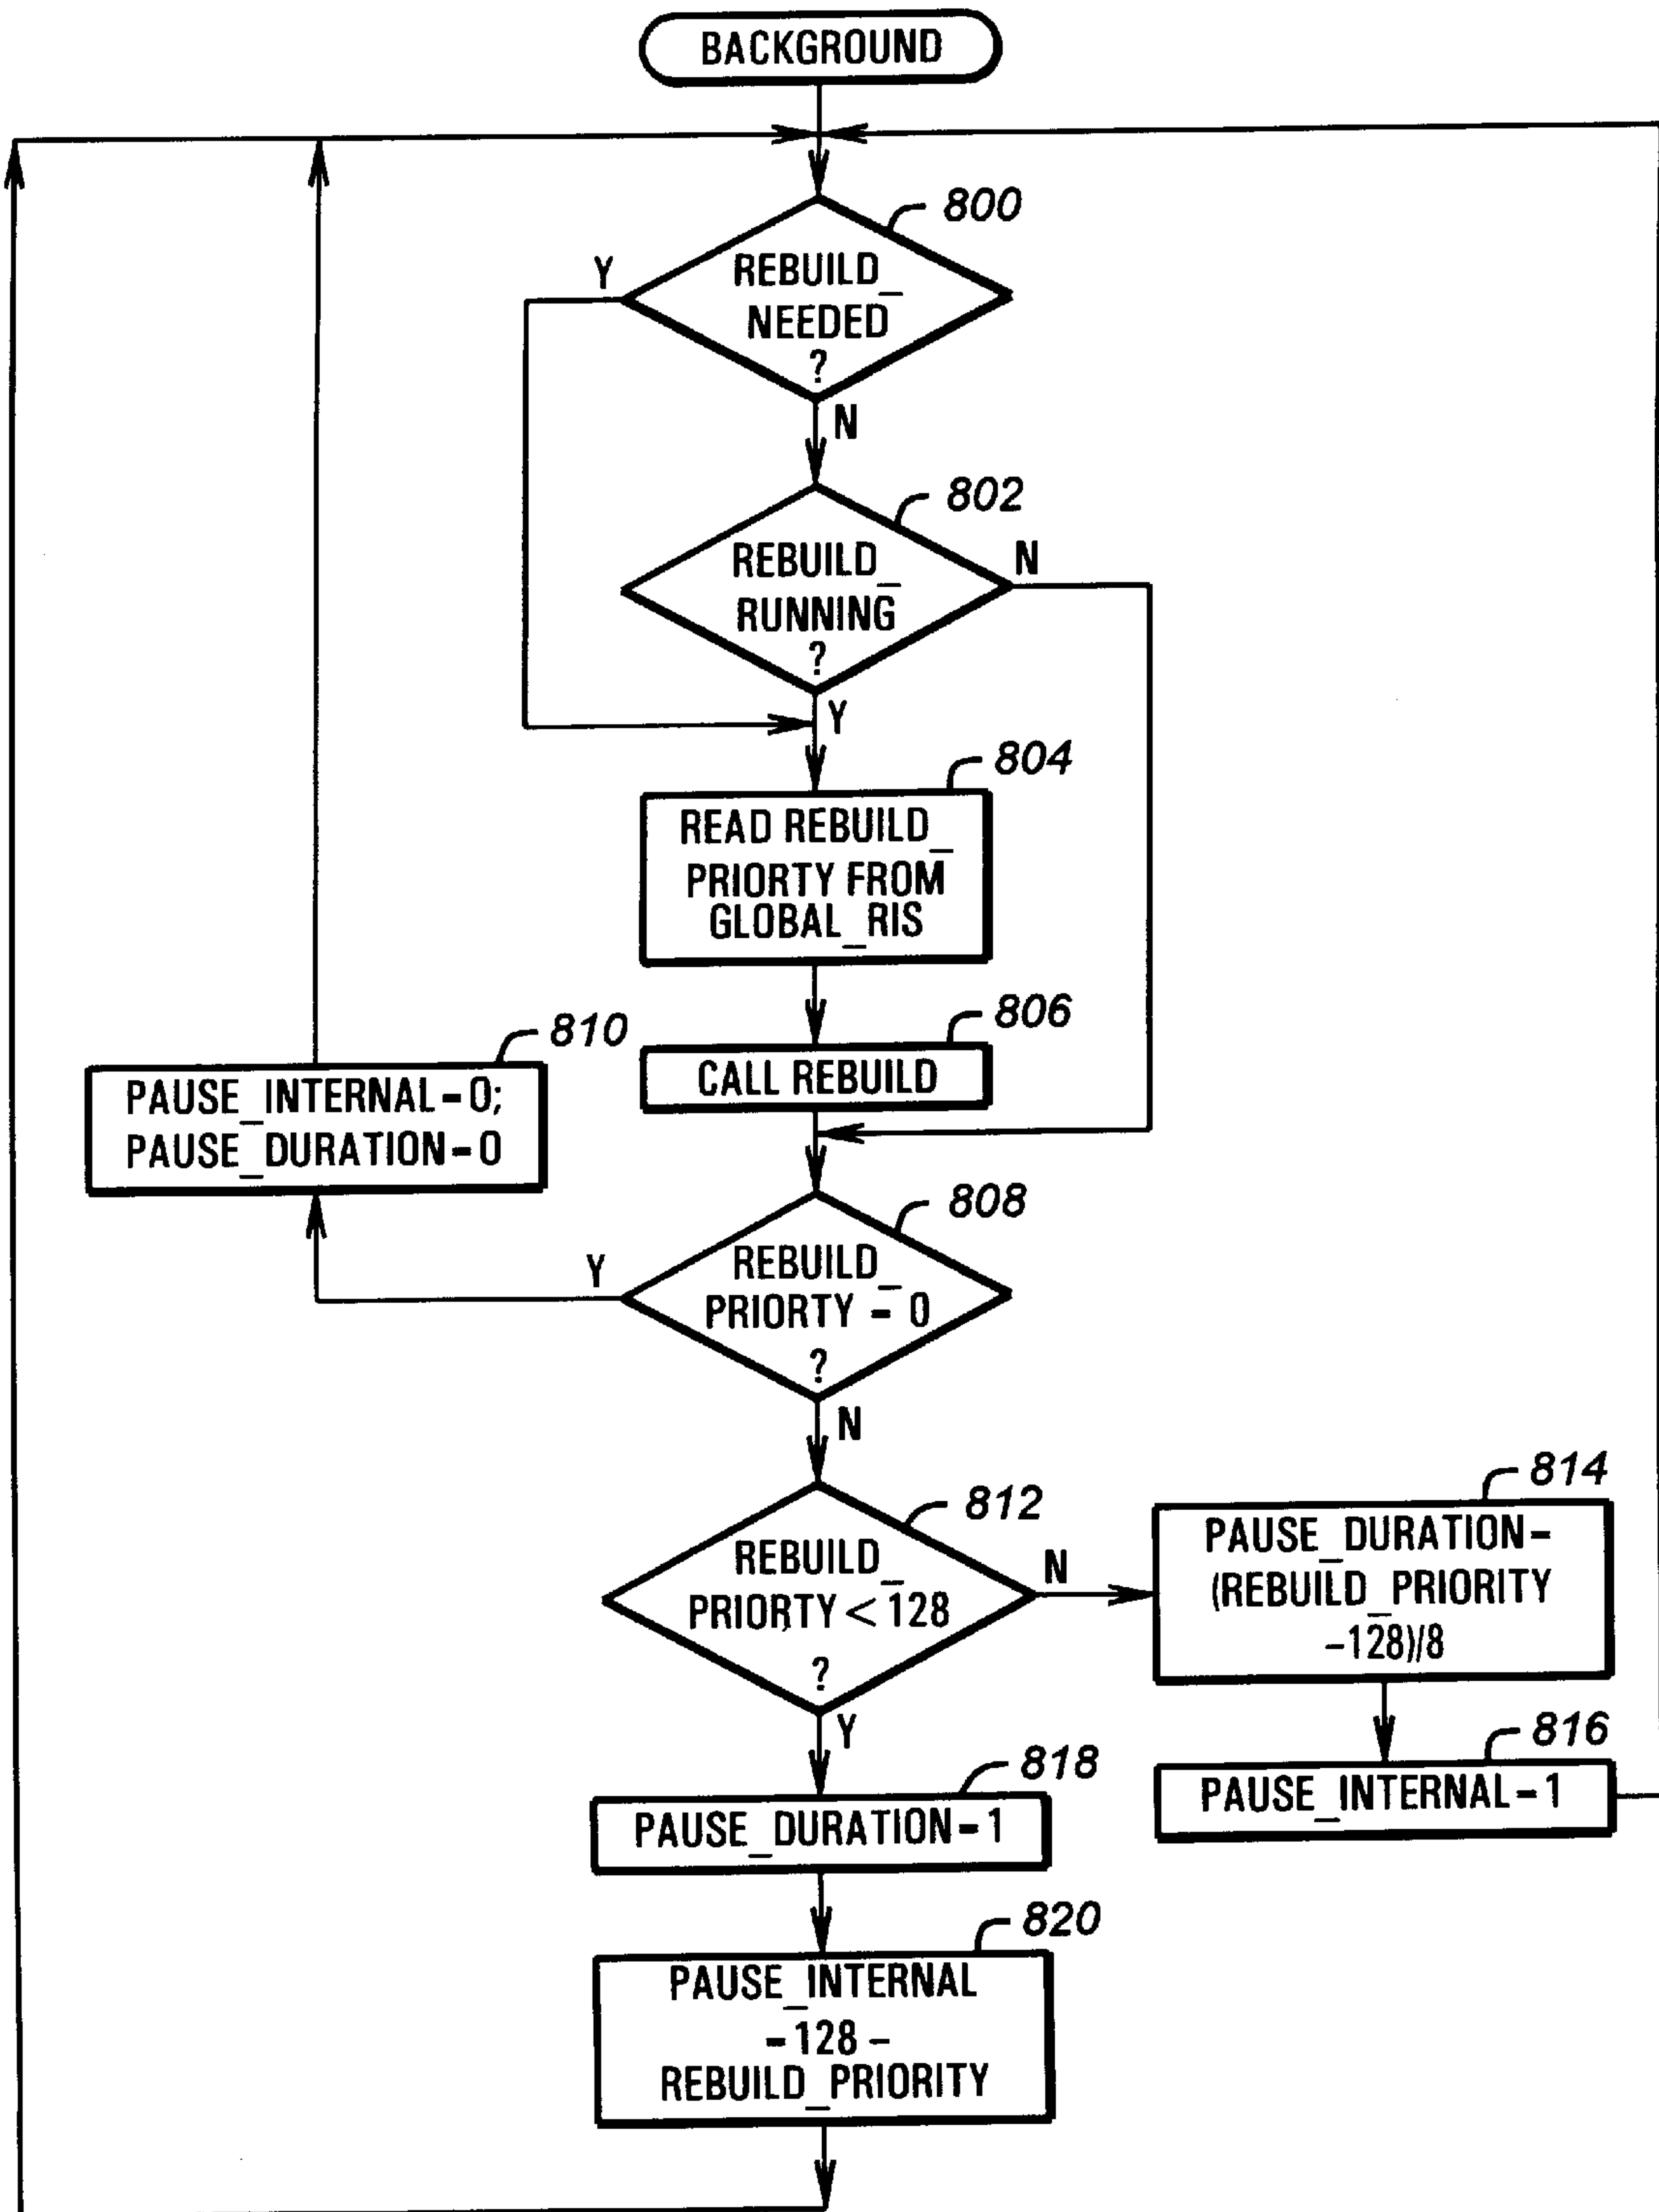 BACKGROUND
800
Y
REBUILD_
NEEDED
?
N
802
REBUILD_
RUNNING
?
N
Y
804
READ REBUILD_
PRIORTY FROM
GLOBAL_RIS
806
CALL REBUILD
810
PAUSE_INTERNAL=0;
PAUSE_DURATION=0
808
Y
REBUILD_
PRIORTY = 0
?
N
812
REBUILD_
PRIORTY < 128
?
N
Y
814
PAUSE_DURATION=
(REBUILD_PRIORITY
-128)/8
816
PAUSE_INTERNAL=1
818
PAUSE_DURATION=1
820
PAUSE_INTERNAL
=128-
REBUILD_PRIORITY